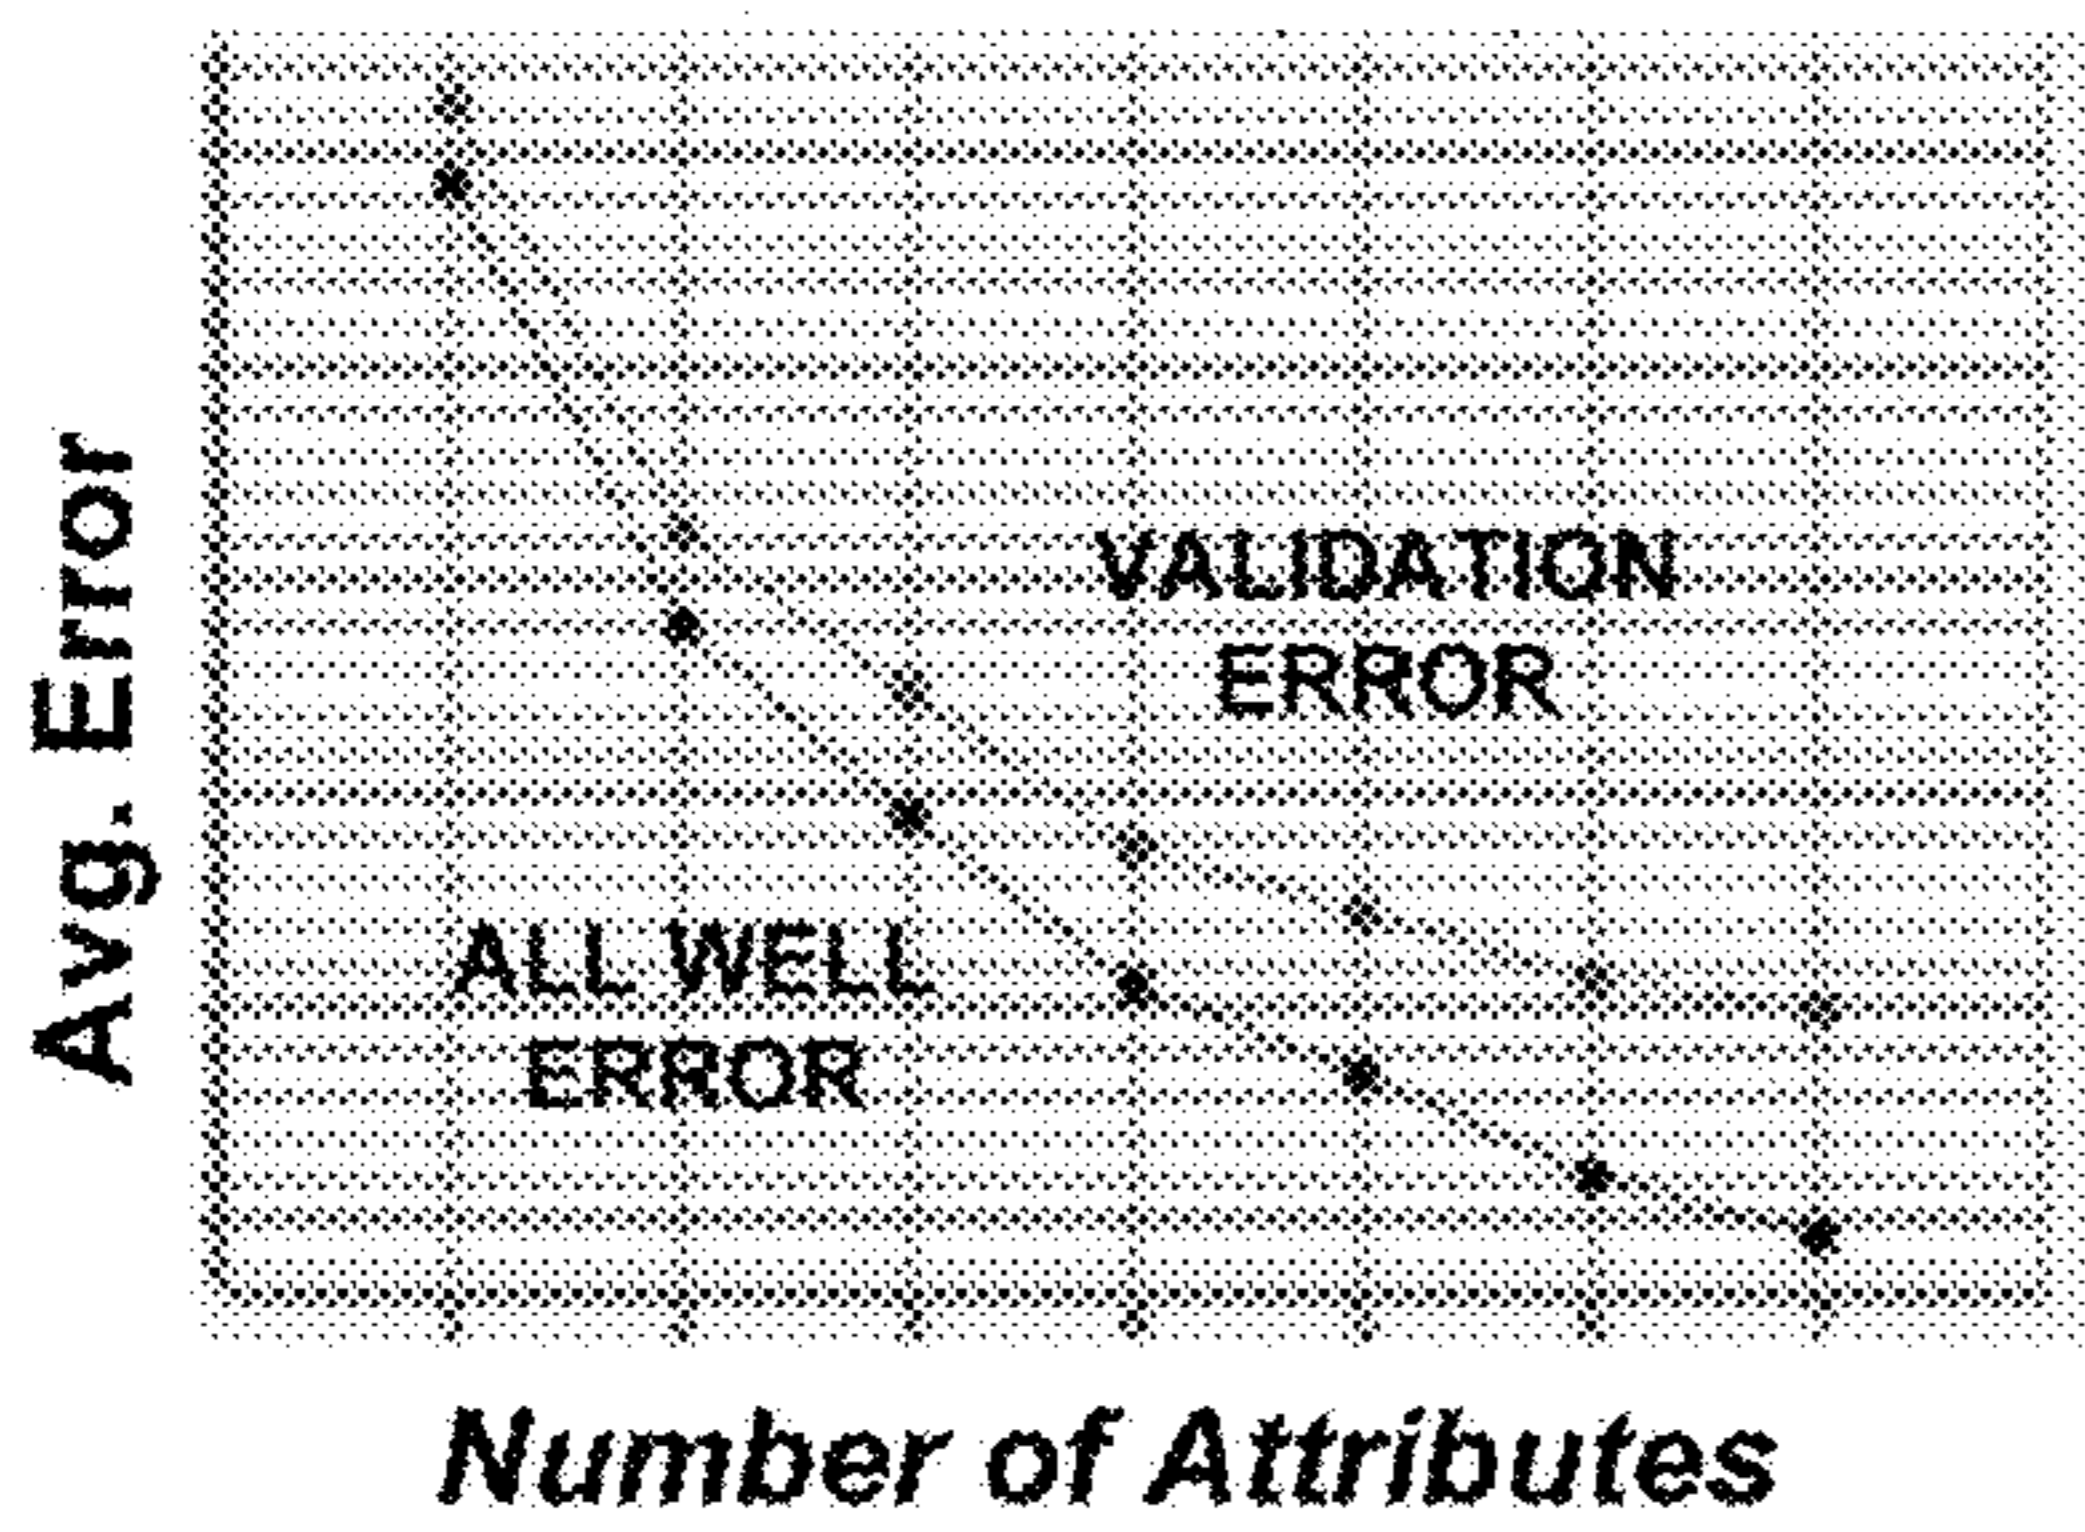 Avg. Error
VALIDATION
ERROR
ALL WELL
ERROR
Number of Attributes